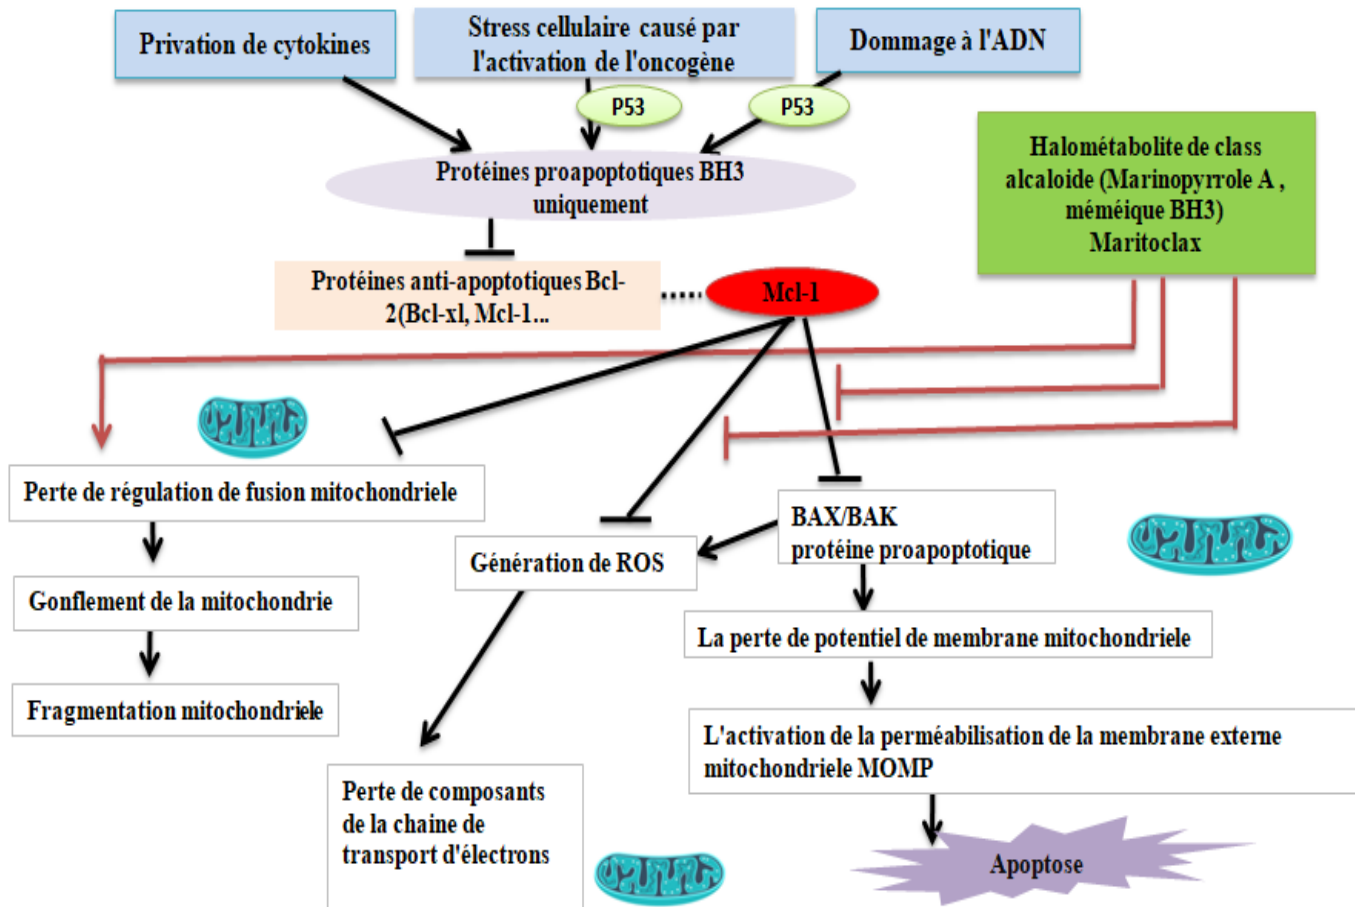 Privation de cytokines
Stress cellulaire causé par
l'activation de l'oncogène
Dommage à l'ADN
P53
P53
Protéines proapoptotiques BH3
uniquement
Halométabolite de class
alcaloide (Marinopyrrole A ,
méméique BH3)
Maritoclax
Protéines anti-apoptotiques Bcl-
2(Bcl-xl, Mcl-1...
Mcl-1
Perte de régulation de fusion mitochondriele
BAX/BAK
protéine proapoptotique
Génération de ROS
Gonflement de la mitochondrie
La perte de potentiel de membrane mitochondriele
Fragmentation mitochondriele
L'activation de la perméabilisation de la membrane externe
mitochondriele MOMP
Perte de composants
de la chaine de
transport d'électrons
Apoptose